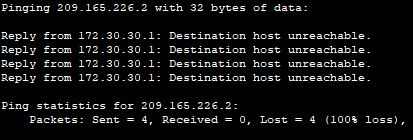 Pinging 209.165.226.2 with 32 bytes of data:
Reply from 172.30.30.1: Destination host unreachable.
Reply from 172.30.30.1: Destination host unreachable.
Reply from 172.30.30.1: Destination host unreachable.
Reply from 172.30.30.1: Destination host unreachable.
Ping statistics for 209.165.226.2:
Packets: Sent = 4, Received = 0, Lost = 4 (100% loss),